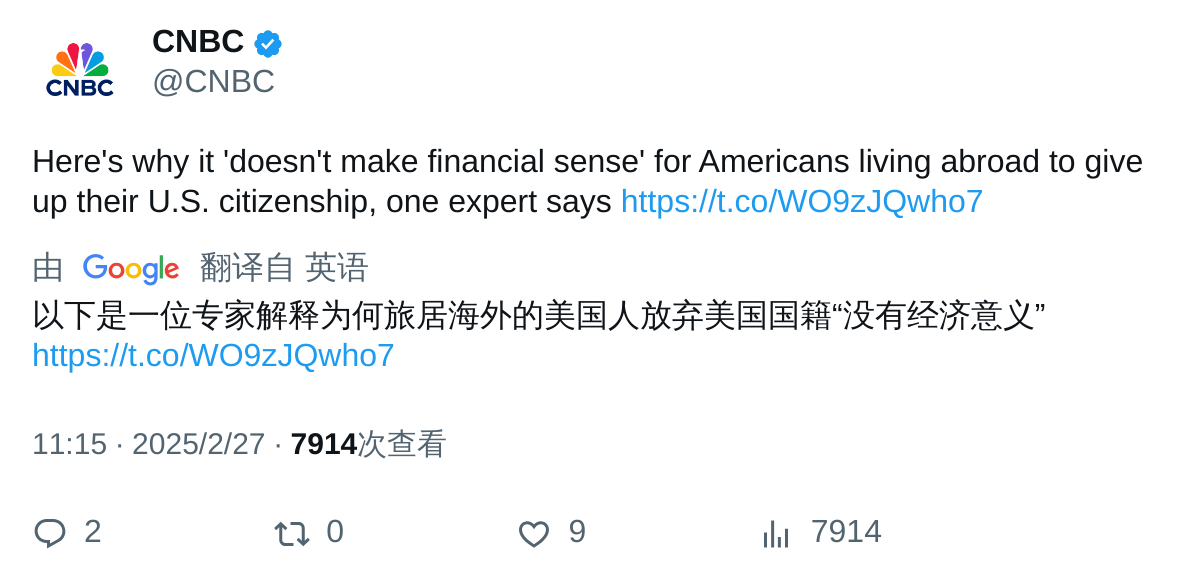 CNBC
CNBC
@CNBC
Here's why it 'doesn't make financial sense' for Americans living abroad to give
up their U.S. citizenship, one expert says https://t.co/WO9zJQwho7
由 Google 翻译自 英语
以下是一位专家解释为何旅居海外的美国人放弃美国国籍“没有经济意义”
https://t.co/WO9zJQwho7
11:15 · 2025/2/27 · 7914次查看
2 0 9 7914